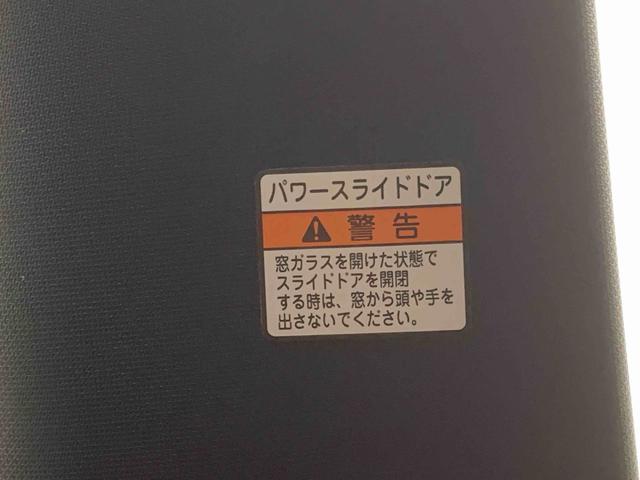 パワースライドドア
警告
窓ガラスを開けた状態で
スライドドアを開閉
する時は、窓から頭や手を
出さないでください。